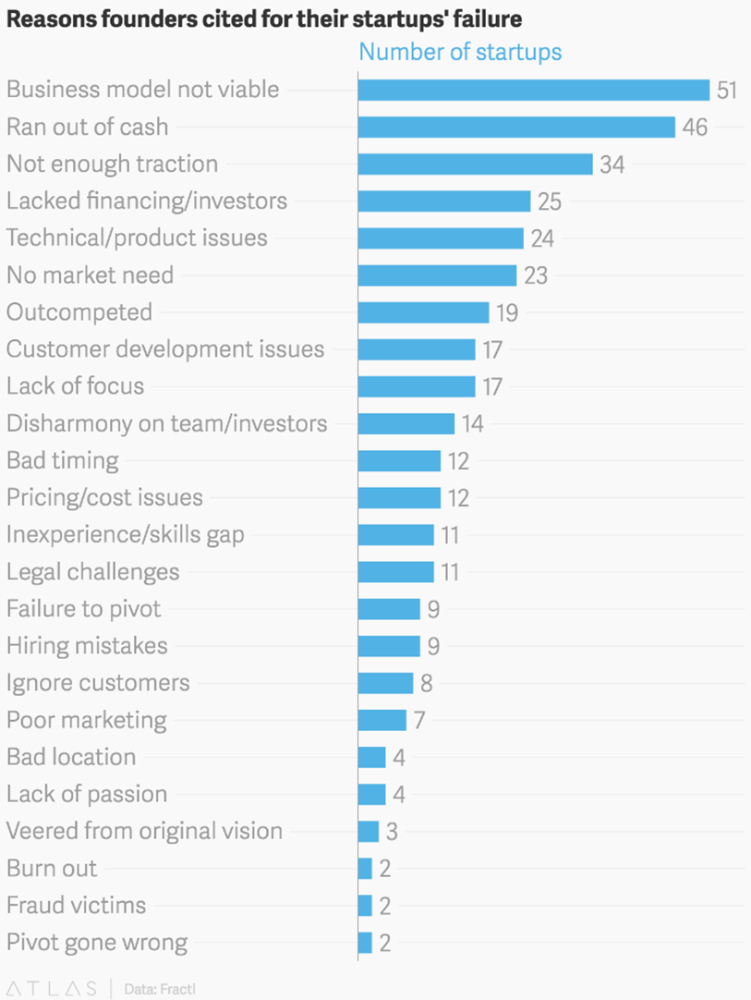 Reasons founders cited for their startups' failure
Number of startups
Business model not viable 51
Ran out of cash 46
Not enough traction 34
Lacked financing/investors 25
Technical/product issues 24
No market need 23
Outcompeted 19
Customer development issues 17
Lack of focus 17
Disharmony on team/investors 14
Bad timing 12
Pricing/cost issues 12
Inexperience/skills gap 11
Legal challenges 11
Failure to pivot 9
Hiring mistakes 9
Ignore customers 8
Poor marketing 7
Bad location 4
Lack of passion 4
Veered from original vision 3
Burn out 2
Fraud victims 2
Pivot gone wrong 2
ATLAS | Data: Fractl